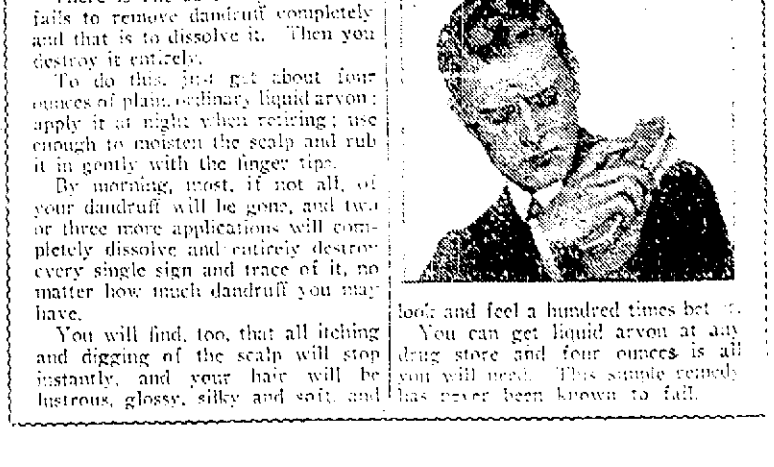 fails to remove dandruff completely
and that is to dissolve it. Then you
destroy it entirely.
To do this, just get about four
ounces of plain, ordinary liquid arvon;
apply it at night when retiring; use
enough to moisten the scalp and rub
it in gently with the finger tips.
By morning, most, if not all, of
your dandruff will be gone, and two
or three more applications will com-
pletely dissolve and entirely destroy
every single sign and trace of it, no
matter how much dandruff you may
have.
You will find, too, that all itching
and digging of the scalp will stop
instantly, and your hair will be
lustrous, glossy, silky and soft, and
look and feel a hundred times better.
You can get liquid arvon at any
drug store and four ounces is all
you will need. This simple remedy
has never been known to fail.